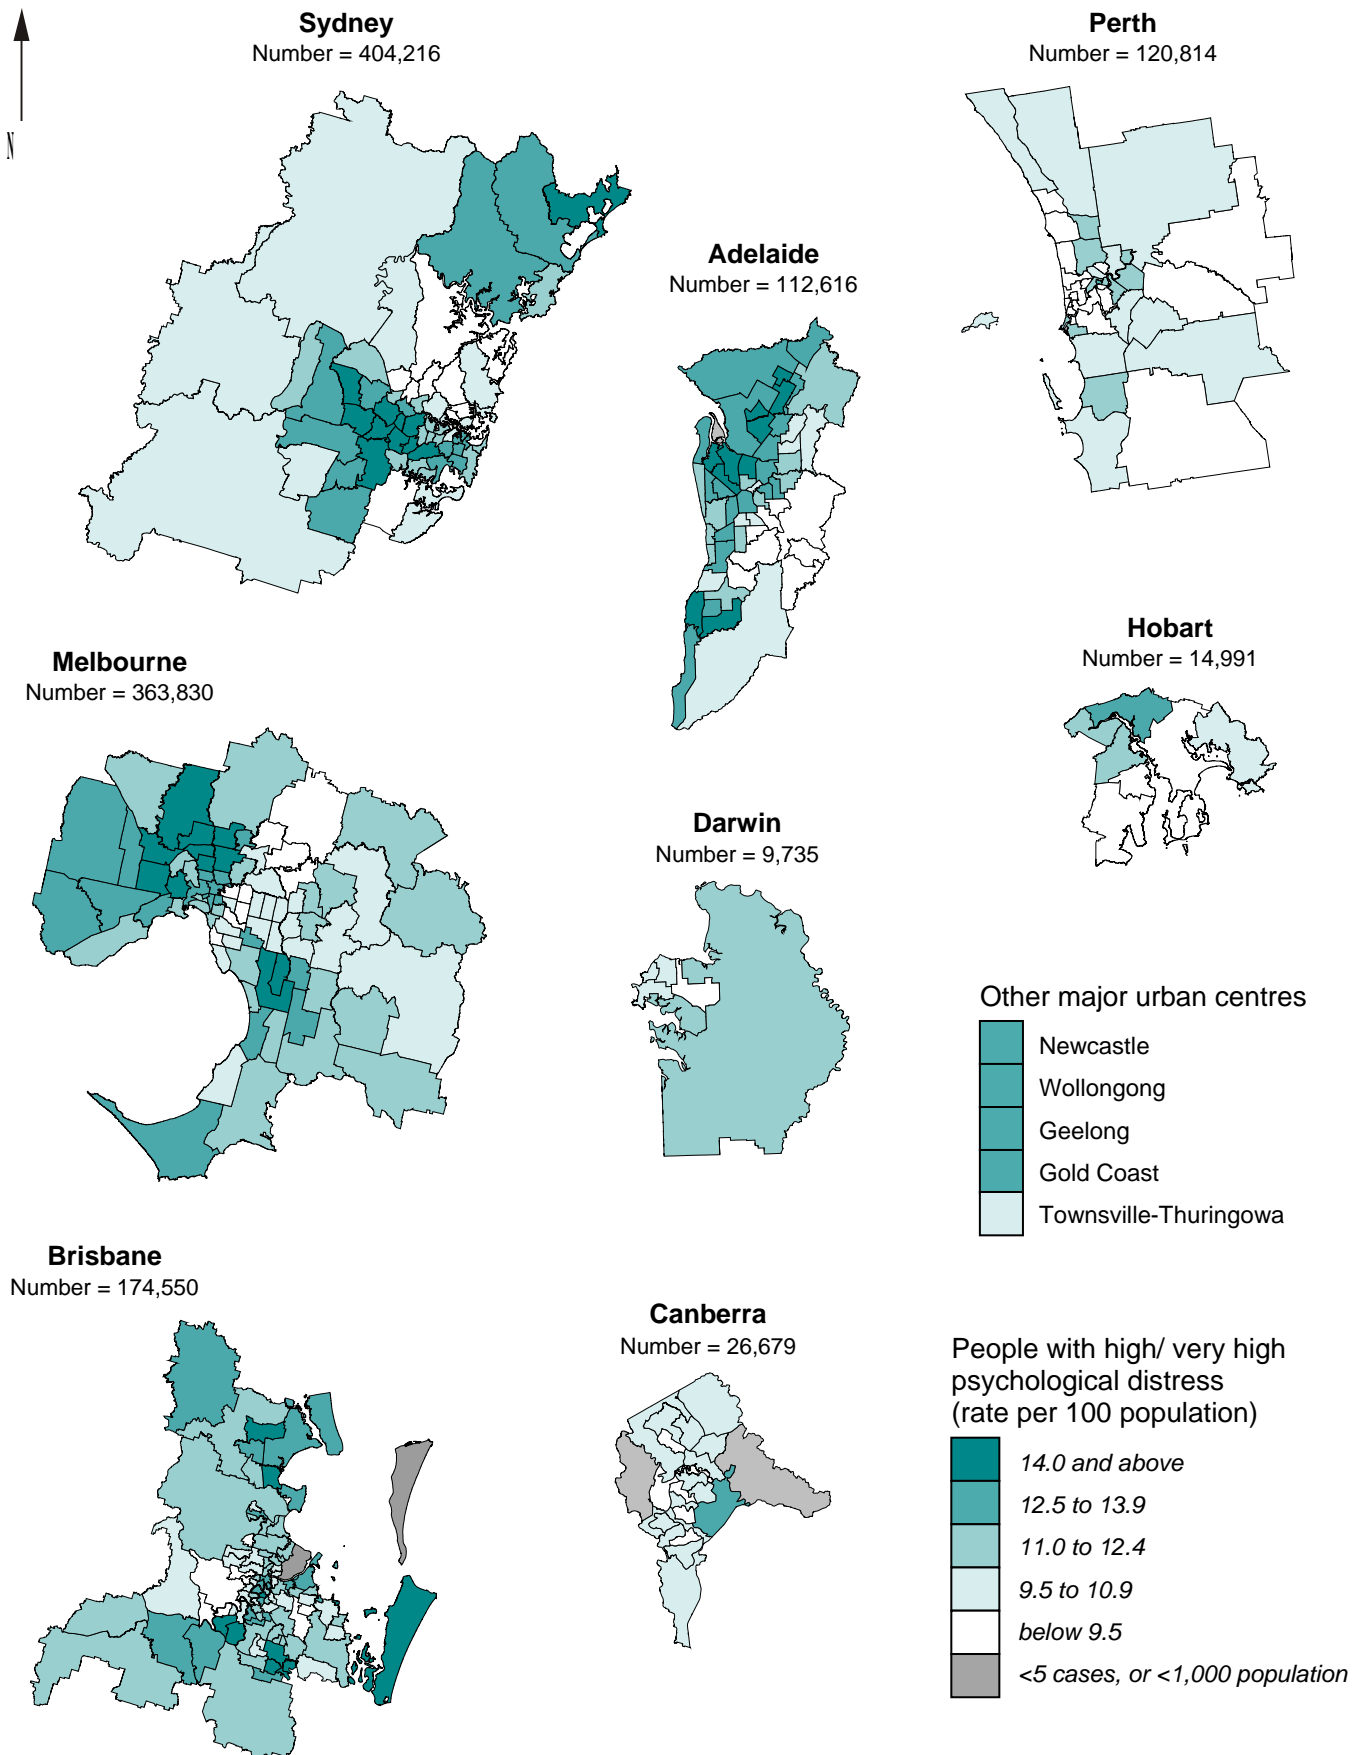 Sydney
Number = 404,216
Perth
Number = 120,814
N
Adelaide
Number = 112,616
Hobart
Number = 14,991
Melbourne
Number = 363,830
Darwin
Number = 9,735
Other major urban centres
Newcastle
Wollongong
Geelong
Gold Coast
Townsville-Thuringowa
Brisbane
Number = 174,550
Canberra
Number = 26,679
People with high/ very high
psychological distress
(rate per 100 population)
14.0 and above
12.5 to 13.9
11.0 to 12.4
9.5 to 10.9
below 9.5
<5 cases, or <1,000 population